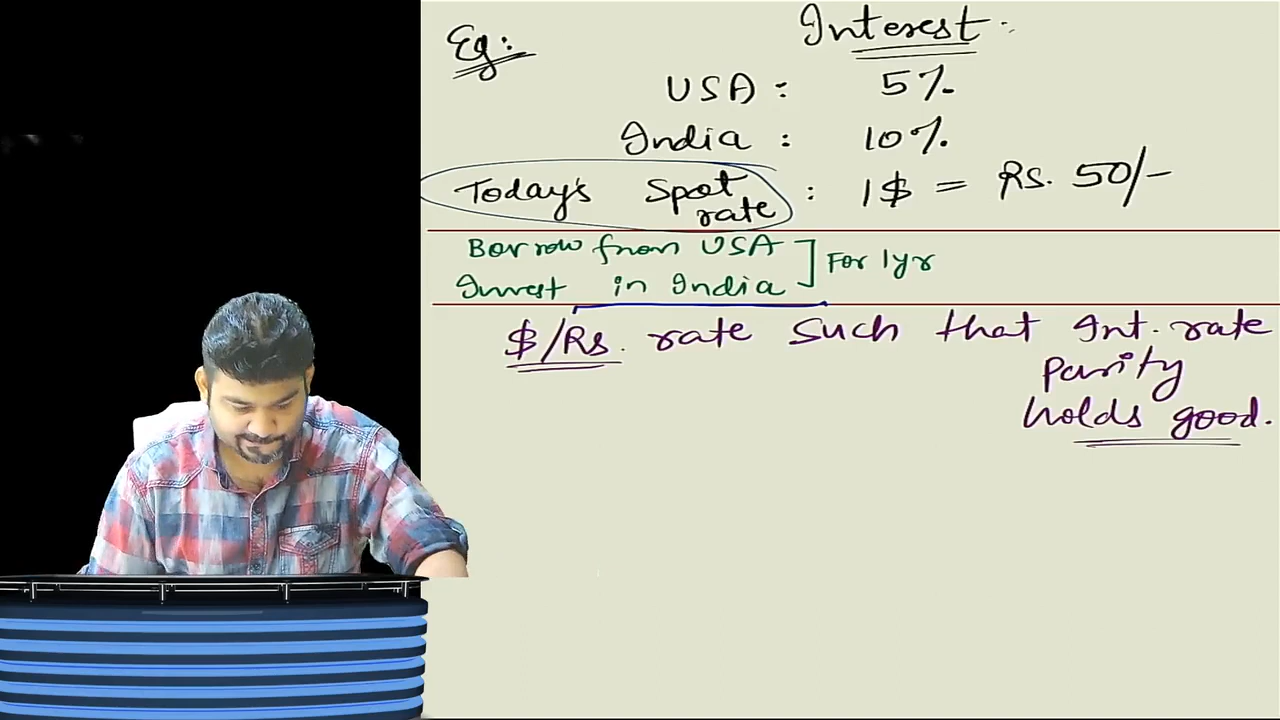 Eg:
Interest:
USA : 5%
India : 10%
Today's Spot rate : 1$ = Rs. 50/-
Borrow from USA
Invest in India
For 1yr
$/Rs. rate such that Int. rate
parity
holds good.